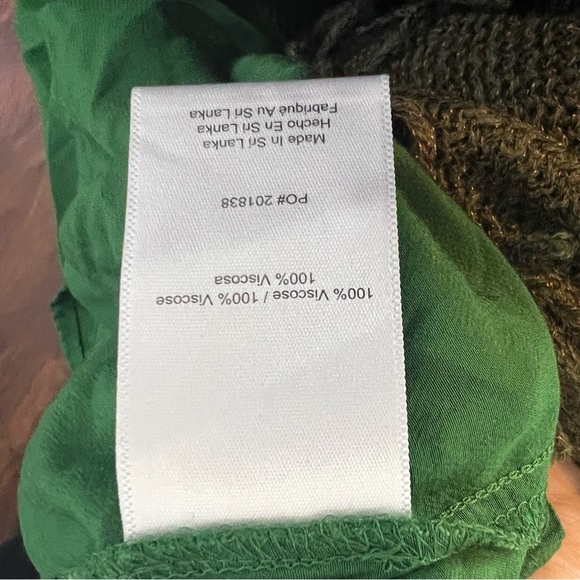 100% Viscose / 100% Viscose
100% Viscosa
PO# 201838
Made In Sri Lanka
Hecho En Sri Lanka
Fabriqué Au Sri Lanka